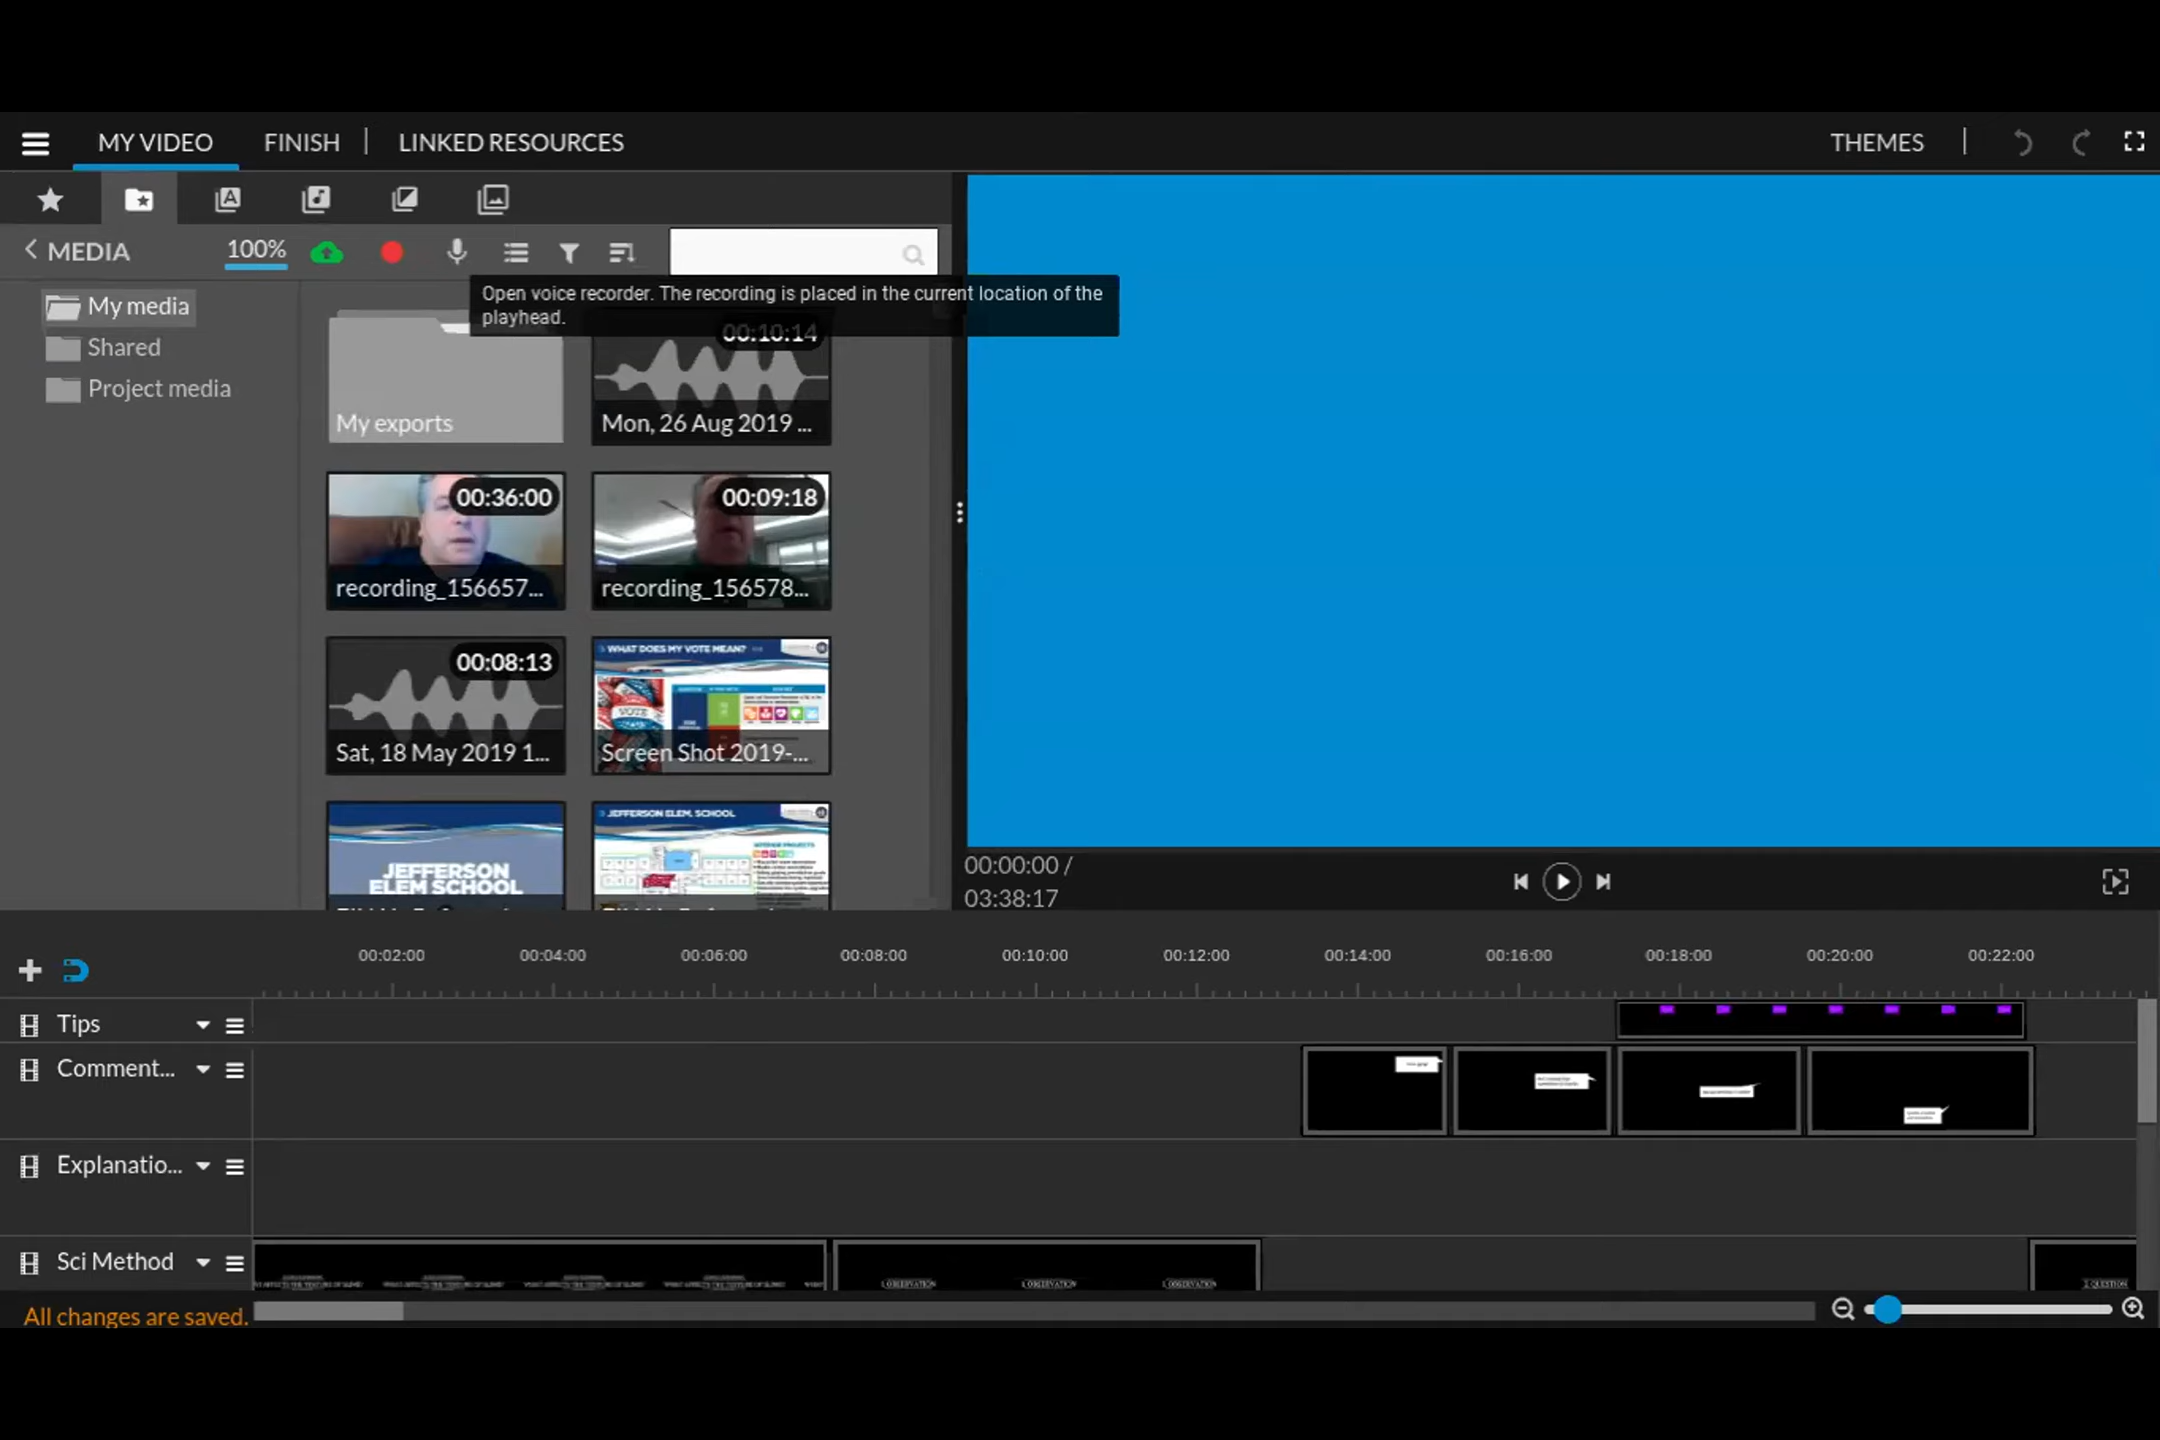 MY VIDEO
FINISH
LINKED RESOURCES
THEMES
MEDIA
100%
My media
Shared
Project media
Open voice recorder. The recording is placed in the current location of the
playhead.
My exports
00:10:14
Mon, 26 Aug 2019 ...
00:36:00
recording_156657...
00:09:18
recording_156578...
00:08:13
Sat, 18 May 2019 1...
WHAT DOES MY VOTE MEAN?
VOTE
Screen Shot 2019-...
JEFFERSON
ELEM SCHOOL
JEFFERSON ELEM. SCHOOL
00:00:00 /
03:38:17
00:02:00
00:04:00
00:06:00
00:08:00
00:10:00
00:12:00
00:14:00
00:16:00
00:18:00
00:20:00
00:22:00
Tips
Comment...
Explanatio...
Sci Method
OBSERVATION
OBSERVATION
OBSERVATION
QUESTION
All changes are saved.